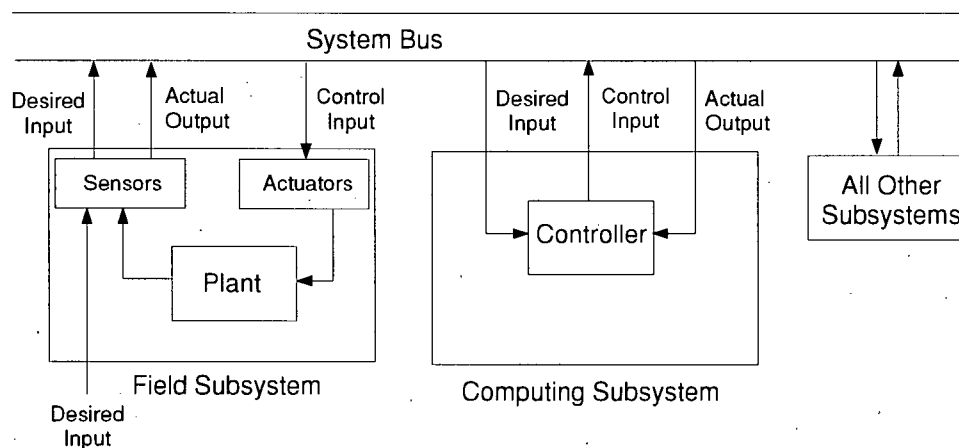 System Bus
Desired
Input
Actual
Output
Control
Input
Desired
Input
Control
Input
Actual
Output
Sensors
Actuators
Plant
Controller
All Other
Subsystems
Field Subsystem
Computing Subsystem
Desired
Input